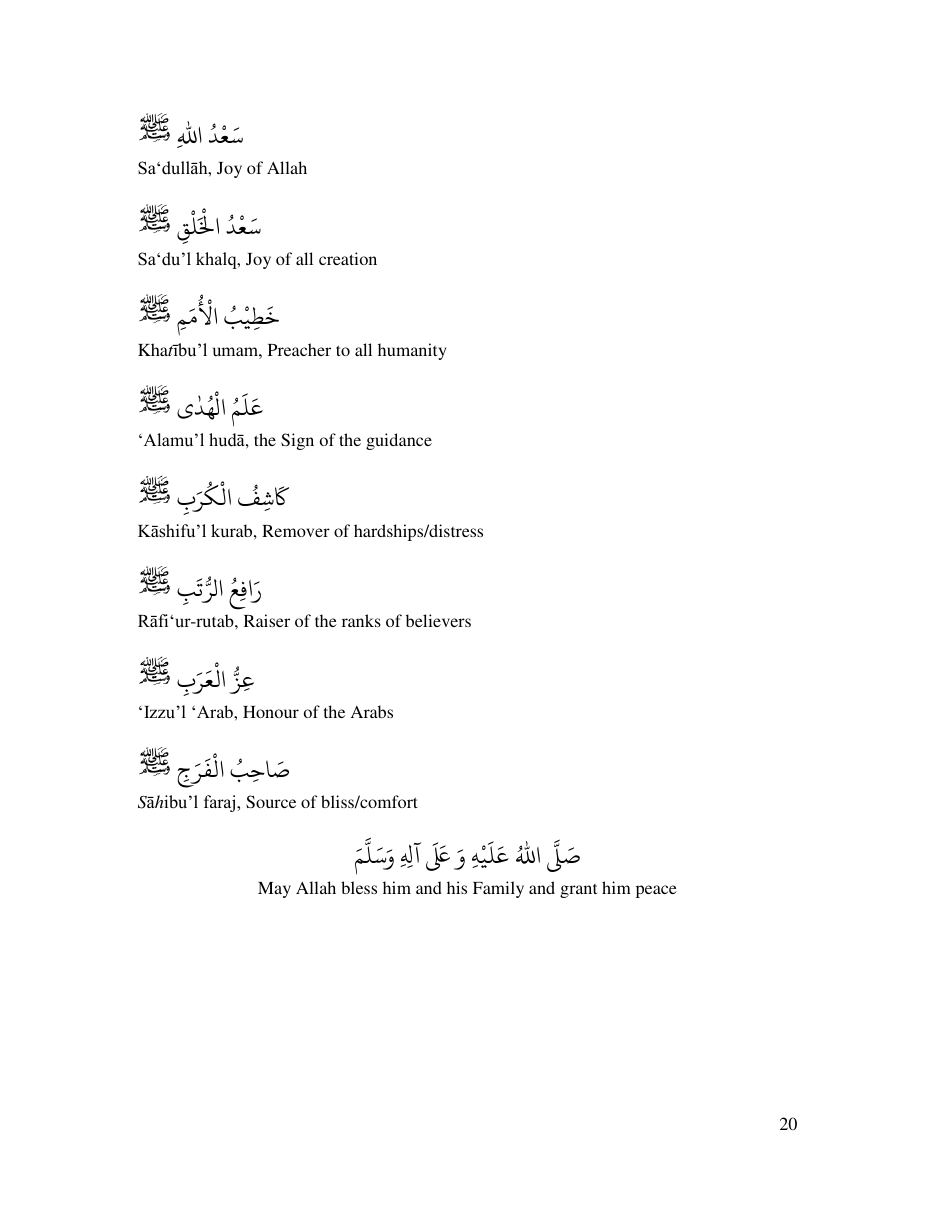 سَعْدُ اللهِ ﷺ
Sa‘dullāh, Joy of Allah
سَعْدُ الْخَلْقِ ﷺ
Sa‘du’l khalq, Joy of all creation
خَطِيْبُ الْأُمَمِ ﷺ
Khatību’l umam, Preacher to all humanity
عَلَمُ الْهُدٰى ﷺ
‘Alamu’l hudā, the Sign of the guidance
كَاشِفُ الْكُرَبِ ﷺ
Kāshifu’l kurab, Remover of hardships/distress
رَافِعُ الرُّتَبِ ﷺ
Rāfi‘ur-rutab, Raiser of the ranks of believers
عِزُّ الْعَرَبِ ﷺ
‘Izzu’l ‘Arab, Honour of the Arabs
صَاحِبُ الْفَرَجِ ﷺ
Sāhibu’l faraj, Source of bliss/comfort
صَلَّى اللهُ عَلَيْهِ وَ عَلَى آلِهِ وَسَلَّمَ
May Allah bless him and his Family and grant him peace
20